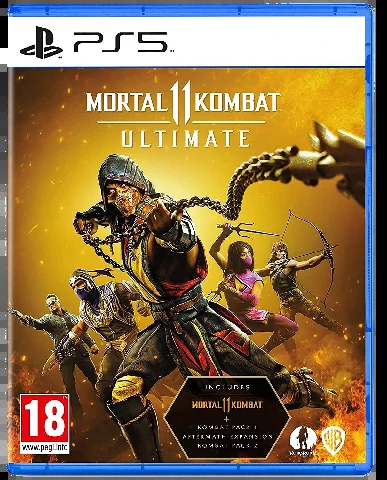 PS5
MORTAL 11 KOMBAT
ULTIMATE
INCLUDES
MORTAL 11 KOMBAT
+
KOMBAT PACK 1
AFTERMATH EXPANSION
KOMBAT PACK 2
18
www.pegi.info
WB